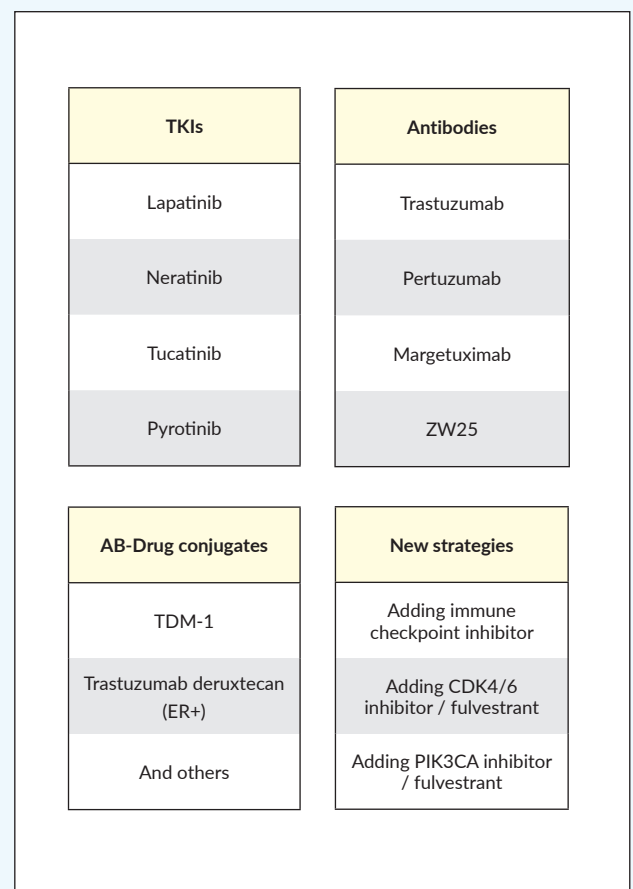 TKIs
Lapatinib
Neratinib
Tucatinib
Pyrotinib
Antibodies
Trastuzumab
Pertuzumab
Margetuximab
ZW25
AB-Drug conjugates
TDM-1
Trastuzumab deruxtecan
(ER+)
And others
New strategies
Adding immune
checkpoint inhibitor
Adding CDK4/6
inhibitor / fulvestrant
Adding PIK3CA inhibitor
/ fulvestrant